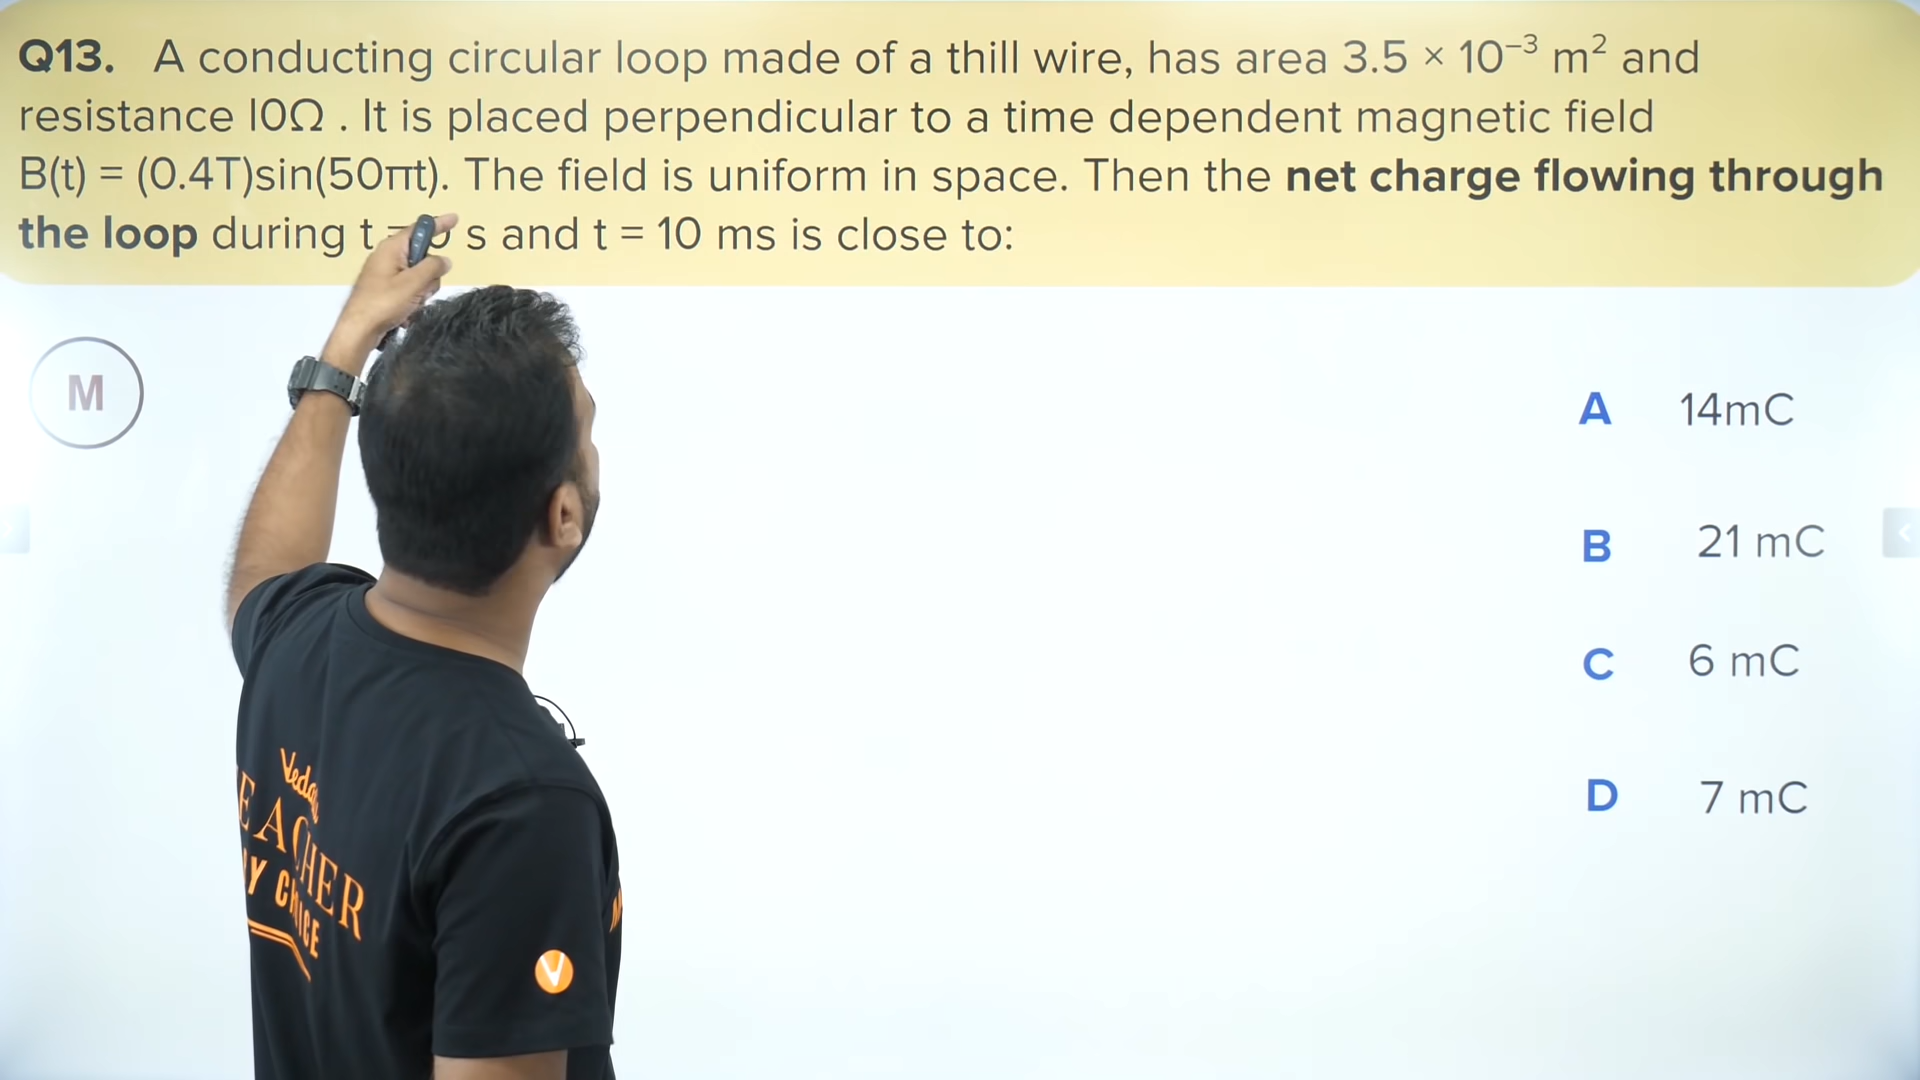 Q13. A conducting circular loop made of a thill wire, has area 3.5 × 10⁻³ m² and
resistance 10Ω . It is placed perpendicular to a time dependent magnetic field
B(t) = (0.4T)sin(50πt). The field is uniform in space. Then the net charge flowing through
the loop during t s and t = 10 ms is close to:
M
A 14mC
B 21 mC
C 6 mC
D 7 mC
EACHER